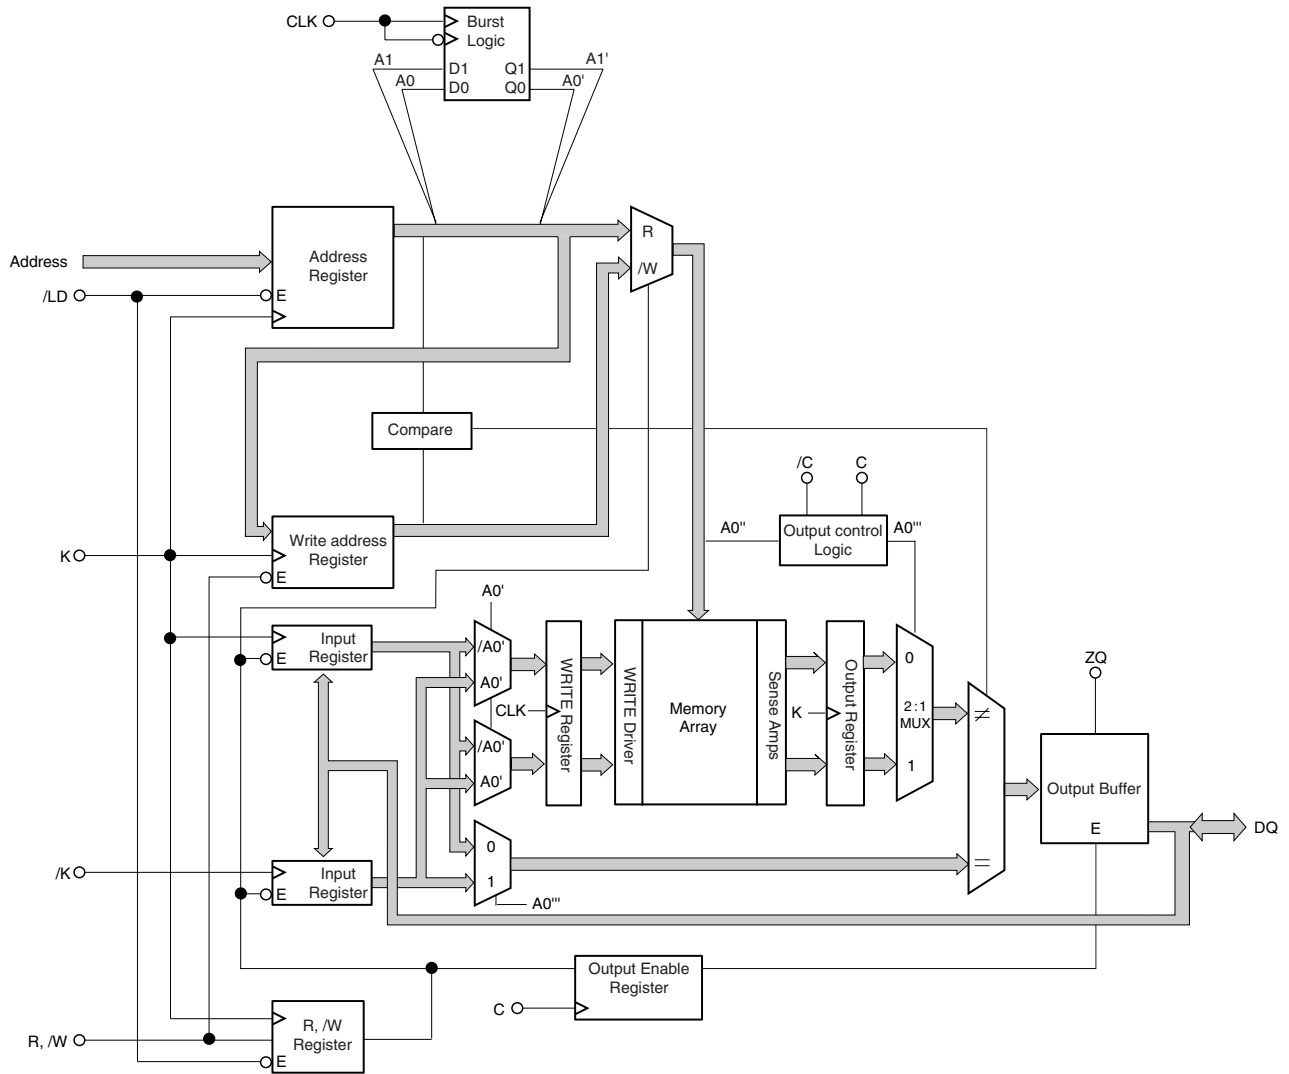 CLK
Burst
Logic
A1
A0
D1
D0
Q1
Q0
A1'
A0'
Address
Address
Register
R
/W
/LD
E
Compare
/C
C
Write address
Register
A0''
Output control
Logic
A0'''
K
E
A0'
Input
Register
E
/A0'
A0'
CLK
/A0'
A0'
WRITE Register
WRITE Driver
Memory
Array
Sense Amps
K
Output Register
0
2:1
MUX
1
≠
ZQ
Output Buffer
E
DQ
/K
Input
Register
E
0
1
A0'''
=
Output Enable
Register
C
R, /W
R, /W
Register
E